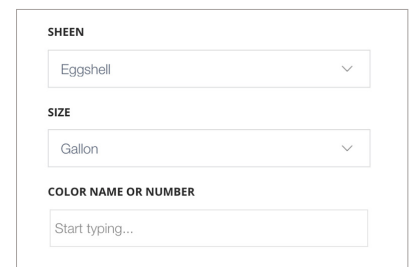 SHEEN
Eggshell
SIZE
Gallon
COLOR NAME OR NUMBER
Start typing...